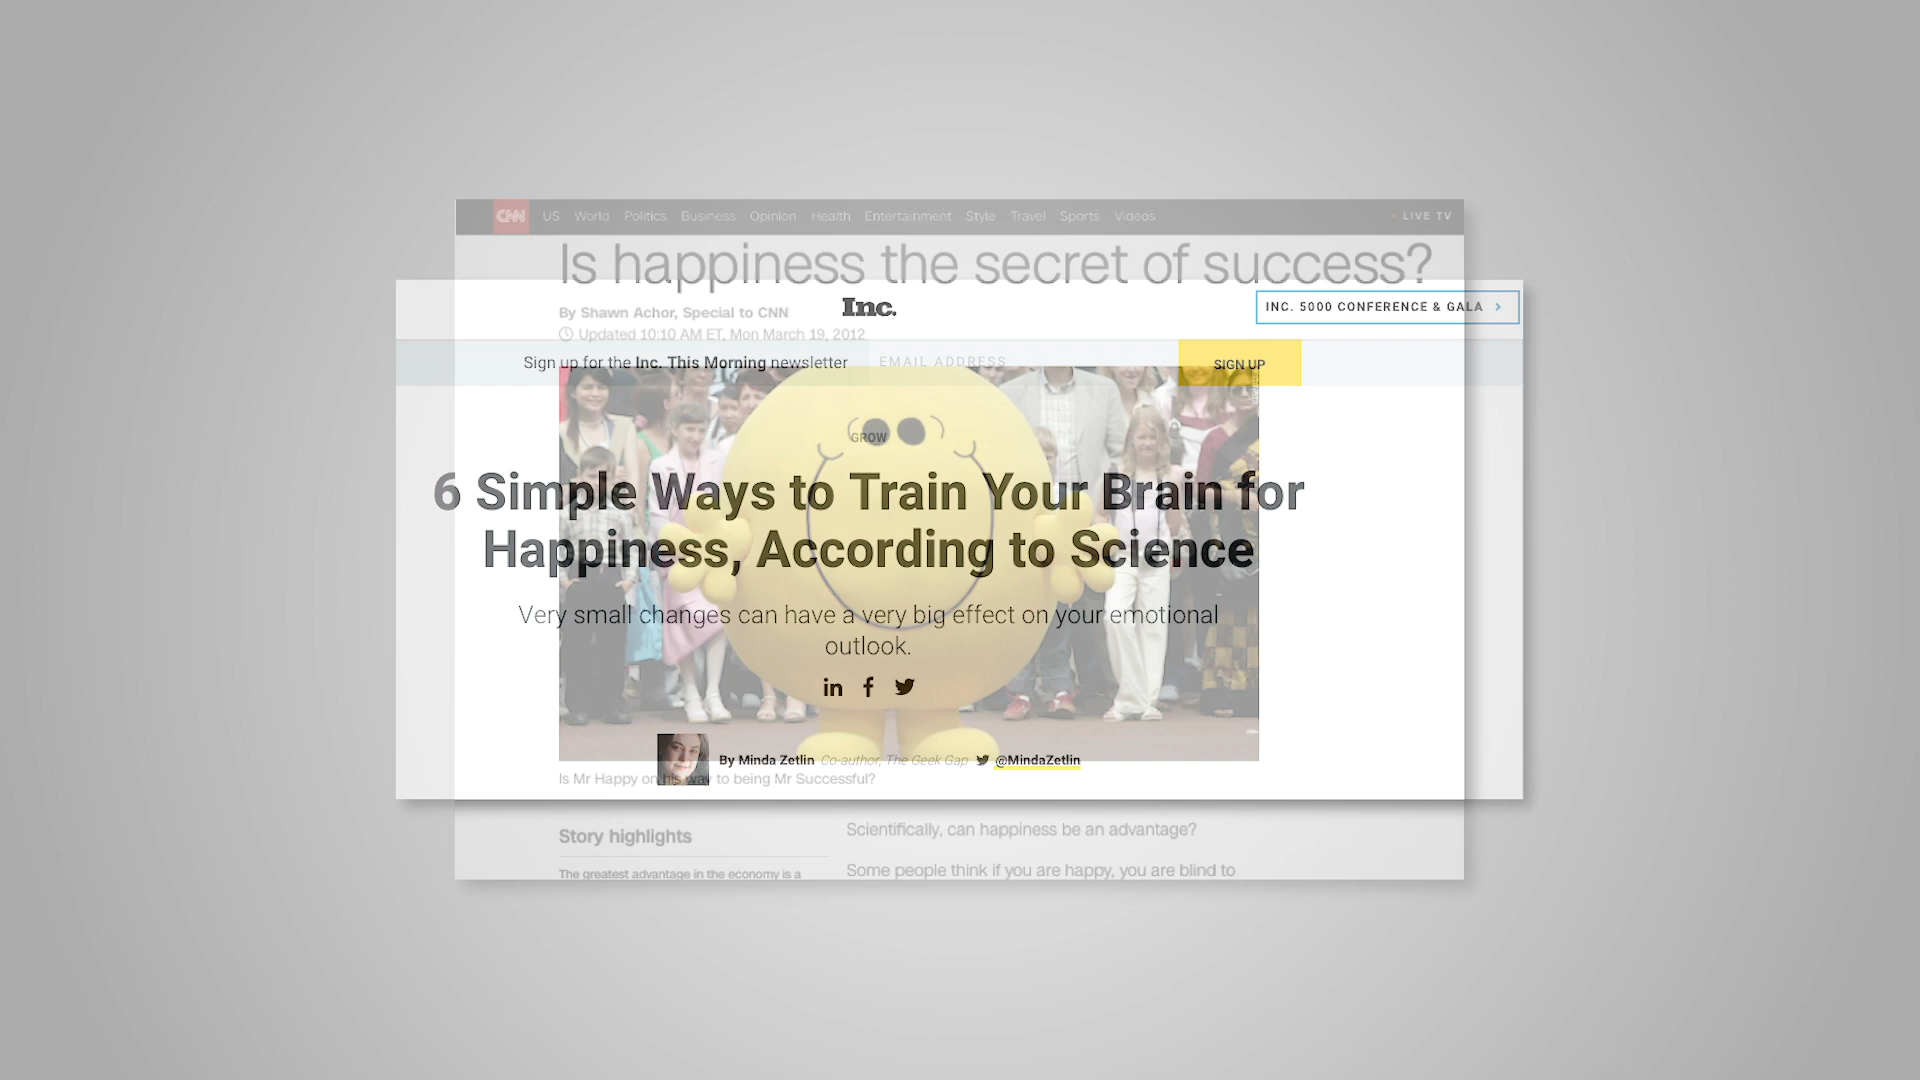 CNN US World Politics Business Opinion Health Entertainment Style Travel Sports Videos LIVE TV
Is happiness the secret of success?
By Shawn Achor, Special to CNN
Updated 10:10 AM ET, Mon March 19, 2012
Inc.
INC. 5000 CONFERENCE & GALA
Sign up for the Inc. This Morning newsletter
EMAIL ADDRESS
SIGN UP
GROW
6 Simple Ways to Train Your Brain for
Happiness, According to Science
Very small changes can have a very big effect on your emotional
outlook.
in f
By Minda Zetlin Co-author, The Geek Gap @MindaZetlin
Is Mr Happy on his way to being Mr Successful?
Story highlights
The greatest advantage in the economy is a
Scientifically, can happiness be an advantage?
Some people think if you are happy, you are blind to